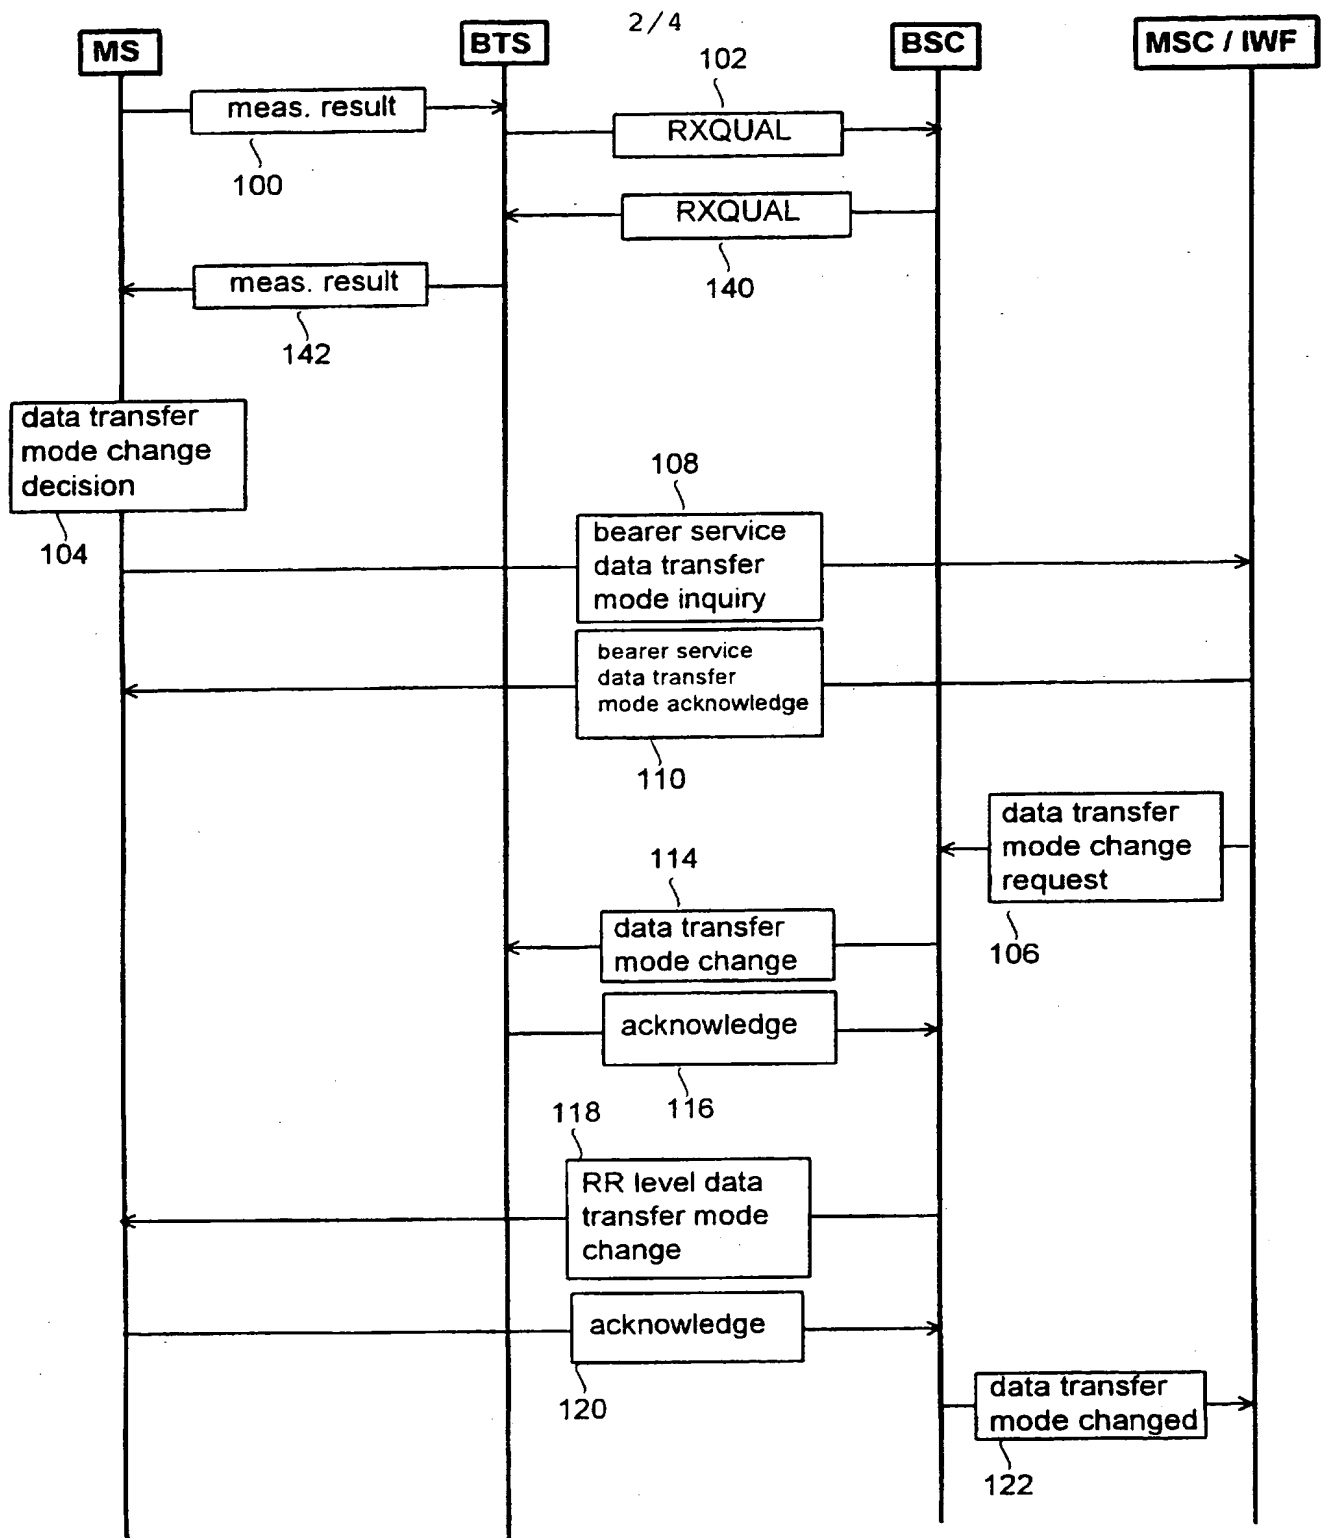 2/4
MS
BTS
BSC
MSC / IWF
102
meas. result
RXQUAL
100
RXQUAL
140
meas. result
142
data transfer
mode change
decision
104
108
bearer service
data transfer
mode inquiry
bearer service
data transfer
mode acknowledge
110
data transfer
mode change
request
106
114
data transfer
mode change
acknowledge
116
118
RR level data
transfer mode
change
acknowledge
120
data transfer
mode changed
122